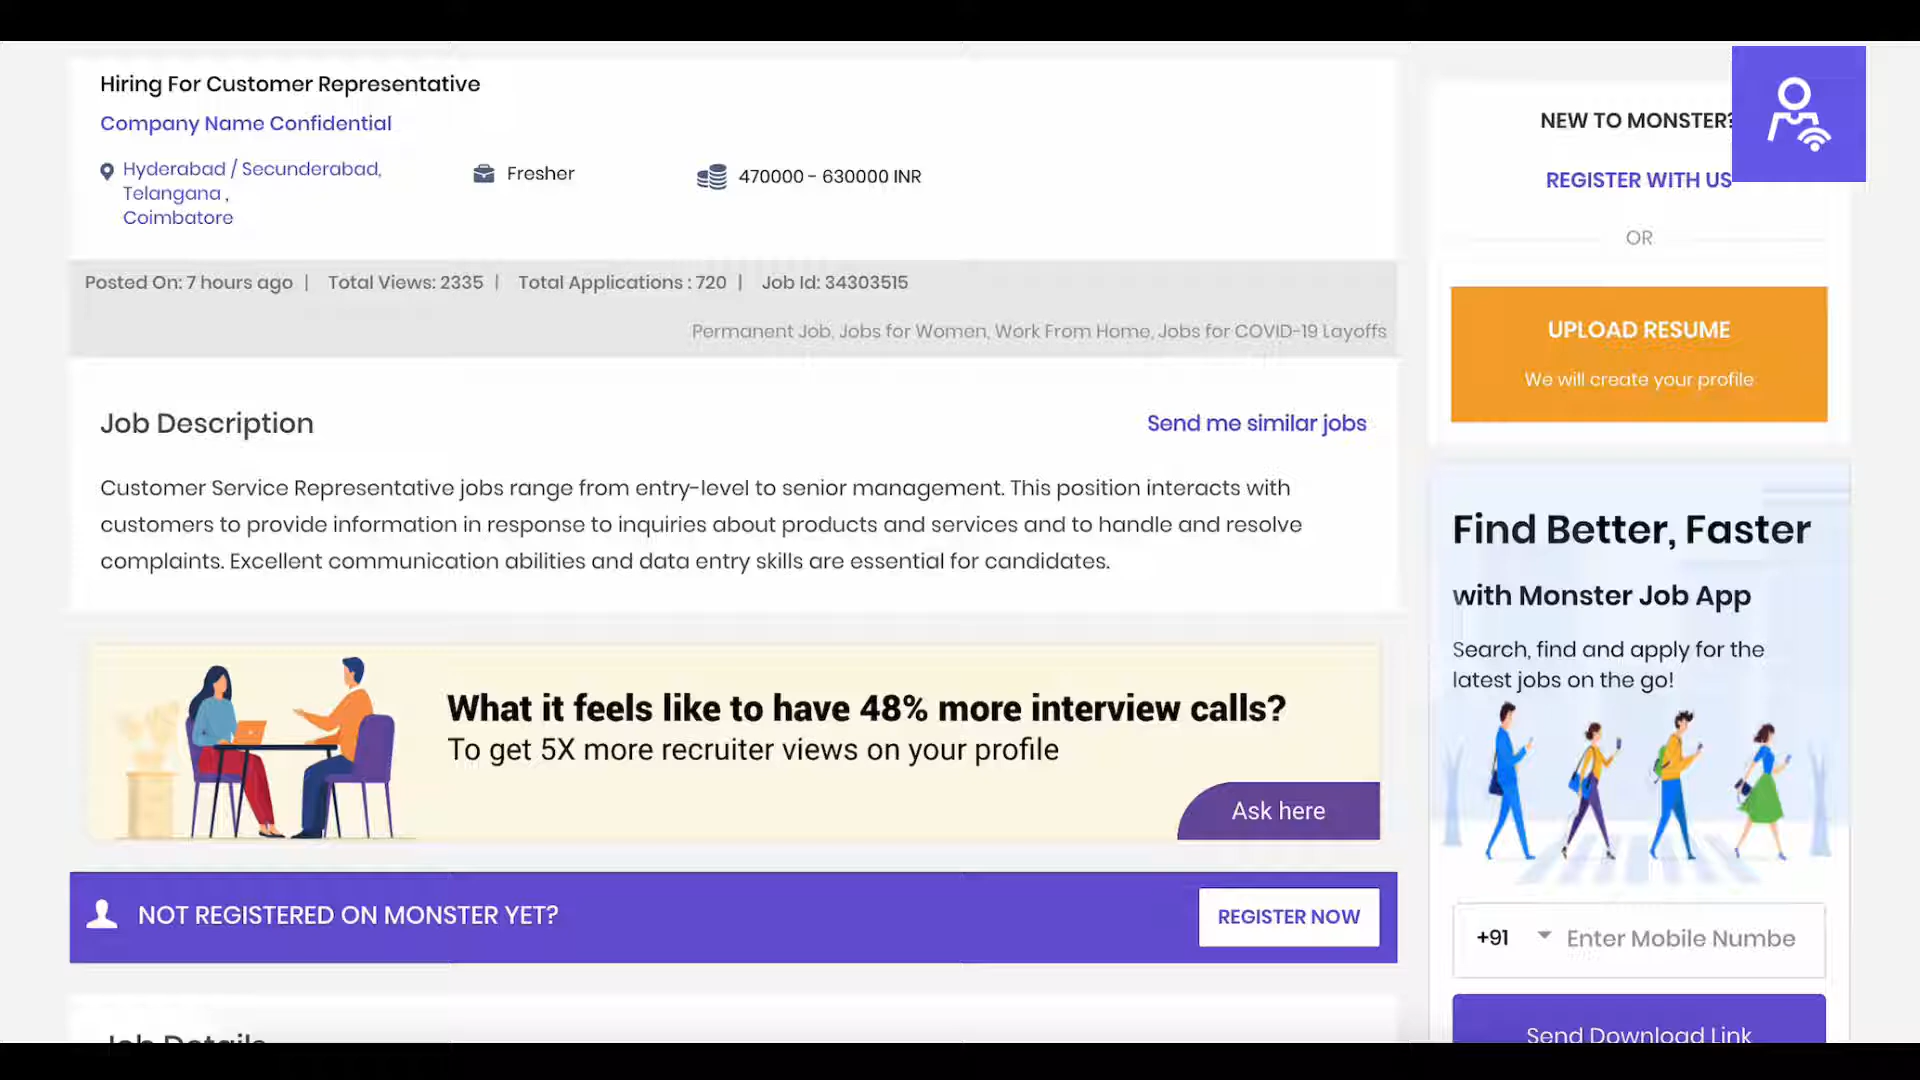 Hiring For Customer Representative
Company Name Confidential
Hyderabad / Secunderabad,
Telangana ,
Coimbatore
Fresher
470000 - 630000 INR
Posted On: 7 hours ago | Total Views: 2335 | Total Applications : 720 | Job Id: 34303515
Permanent Job, Jobs for Women, Work From Home, Jobs for COVID-19 Layoffs
Job Description
Send me similar jobs
Customer Service Representative jobs range from entry-level to senior management. This position interacts with
customers to provide information in response to inquiries about products and services and to handle and resolve
complaints. Excellent communication abilities and data entry skills are essential for candidates.
What it feels like to have 48% more interview calls?
To get 5X more recruiter views on your profile
Ask here
NOT REGISTERED ON MONSTER YET?
REGISTER NOW
Job Details
NEW TO MONSTER?
REGISTER WITH US
OR
UPLOAD RESUME
We will create your profile
Find Better, Faster
with Monster Job App
Search, find and apply for the
latest jobs on the go!
+91 Enter Mobile Numbe
Send Download Link